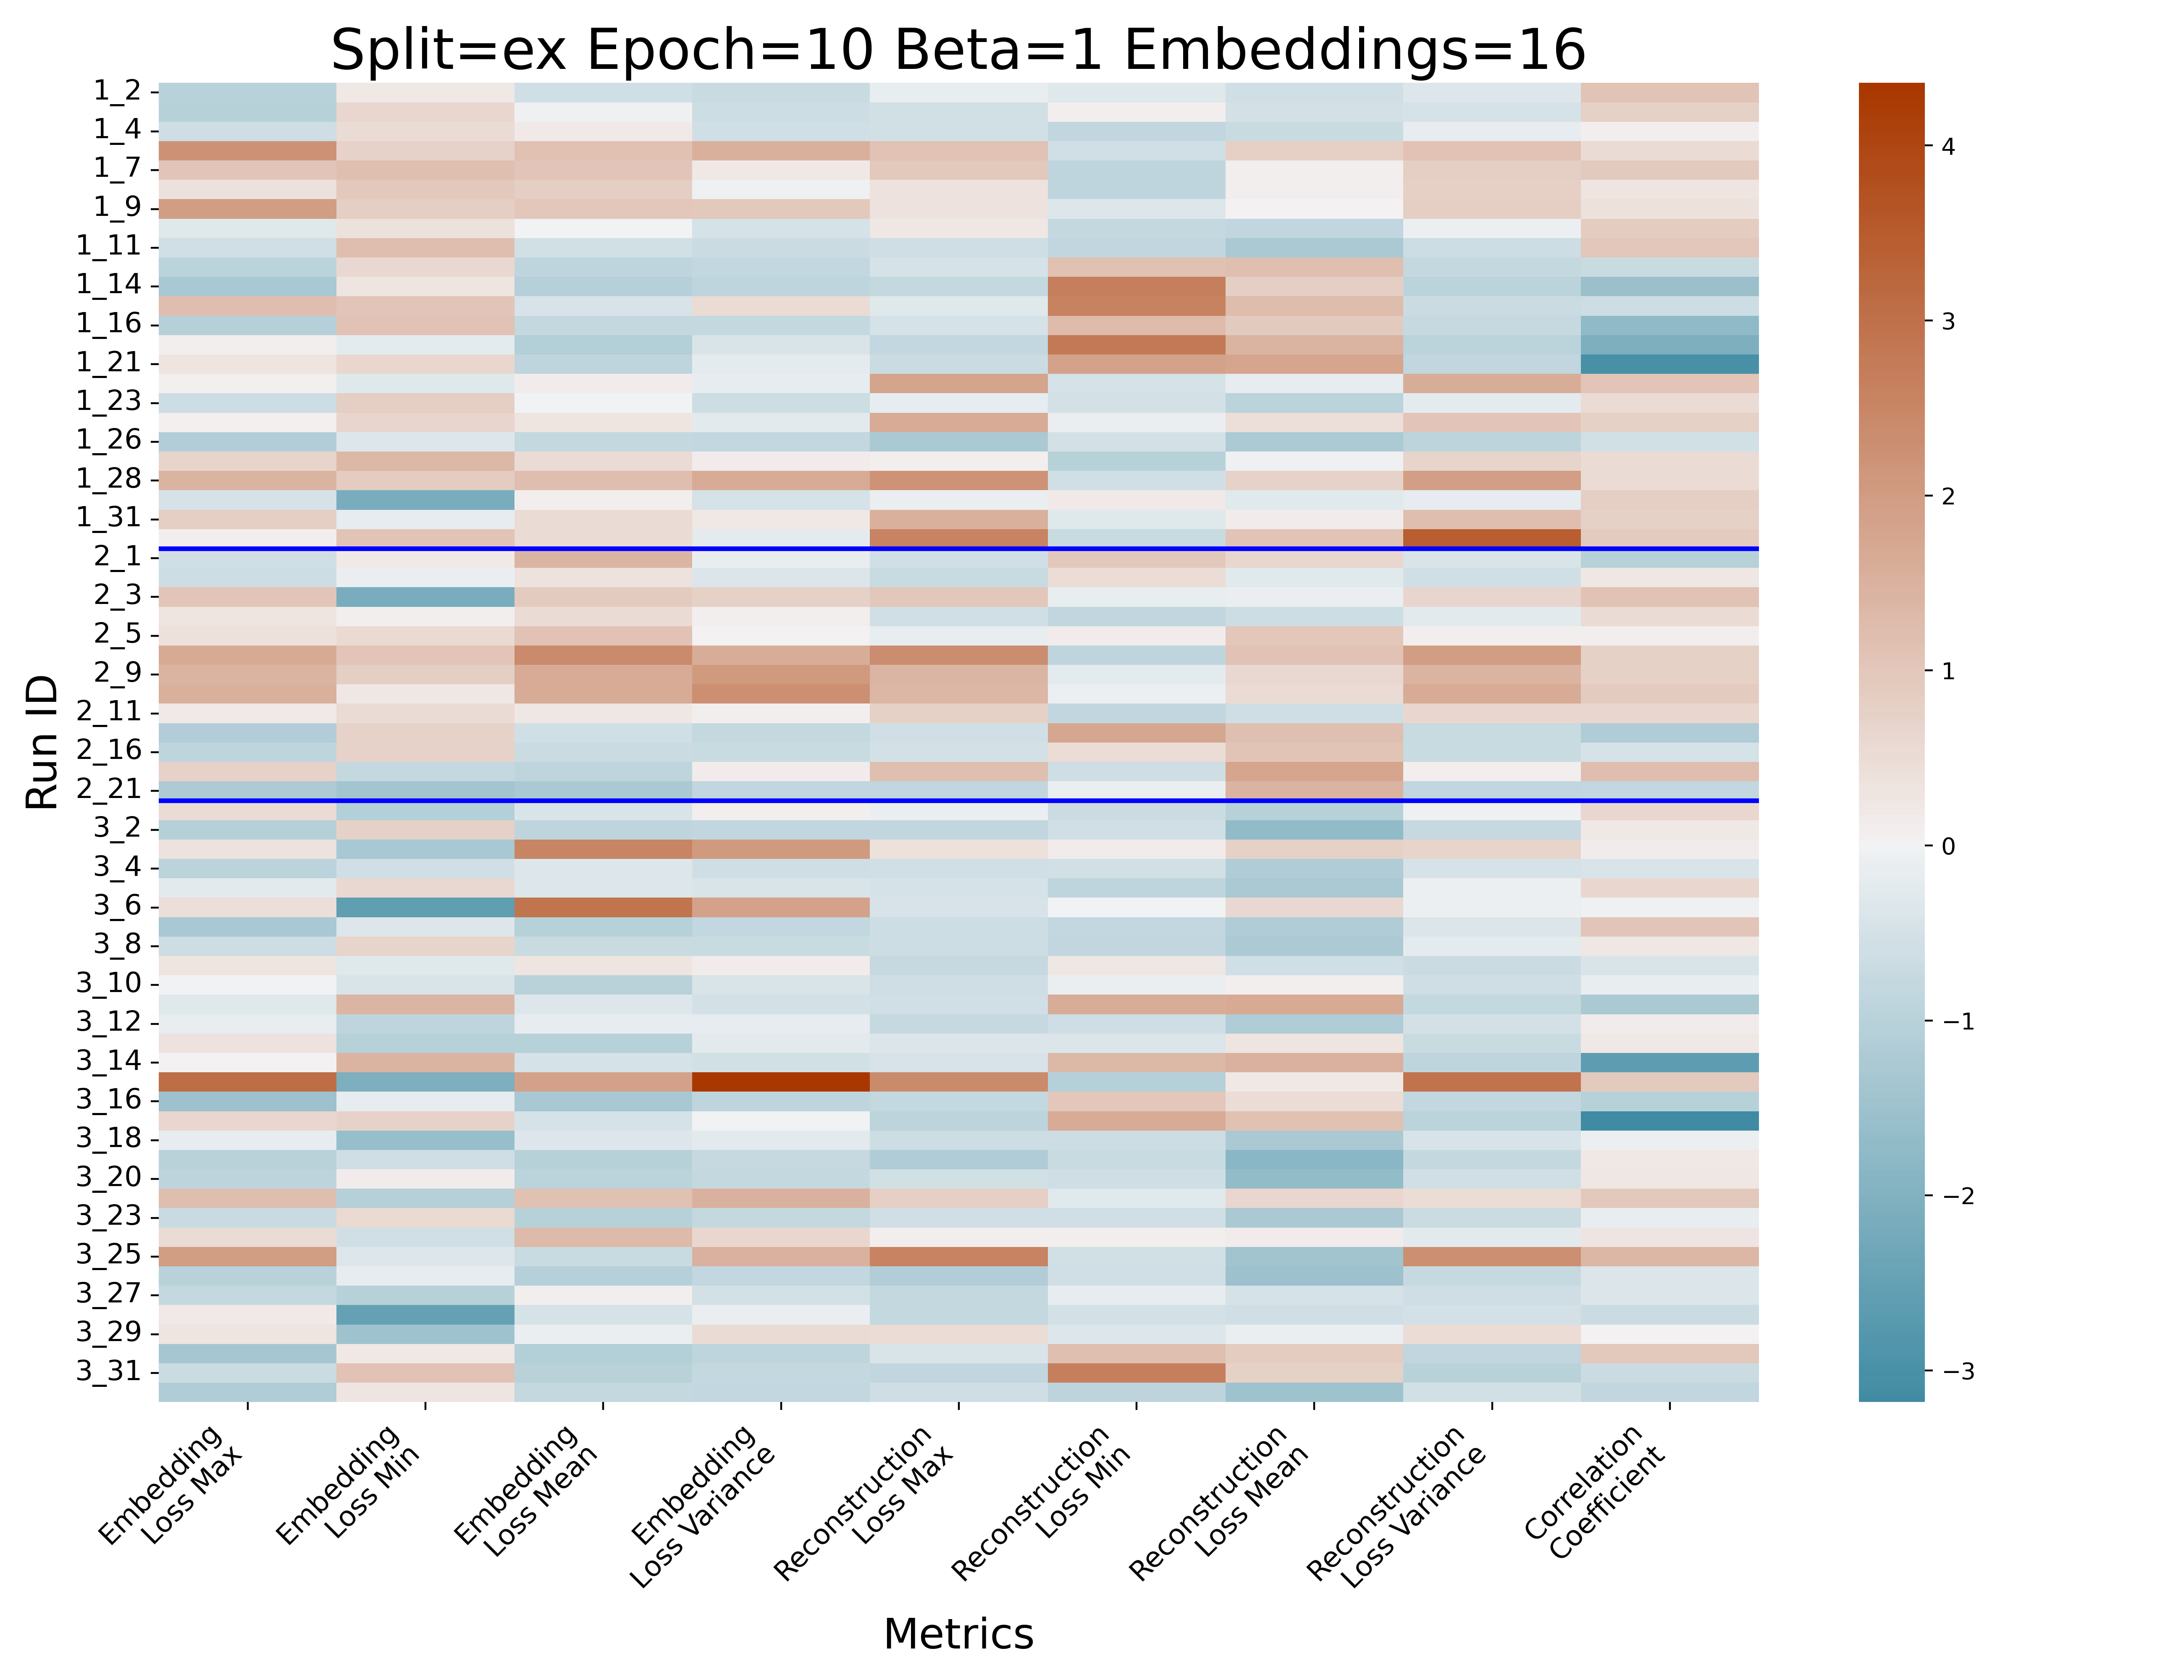 Split=ex Epoch=10 Beta=1 Embeddings=16
Run ID
1_2
1_4
1_7
1_9
1_11
1_14
1_16
1_21
1_23
1_26
1_28
1_31
2_1
2_3
2_5
2_9
2_11
2_16
2_21
3_2
3_4
3_6
3_8
3_10
3_12
3_14
3_16
3_18
3_20
3_23
3_25
3_27
3_29
3_31
Embedding
Loss Max
Embedding
Loss Min
Embedding
Loss Mean
Embedding
Loss Variance
Reconstruction
Loss Max
Reconstruction
Loss Min
Reconstruction
Loss Mean
Reconstruction
Loss Variance
Correlation
Coefficient
Metrics
4
3
2
1
0
−1
−2
−3